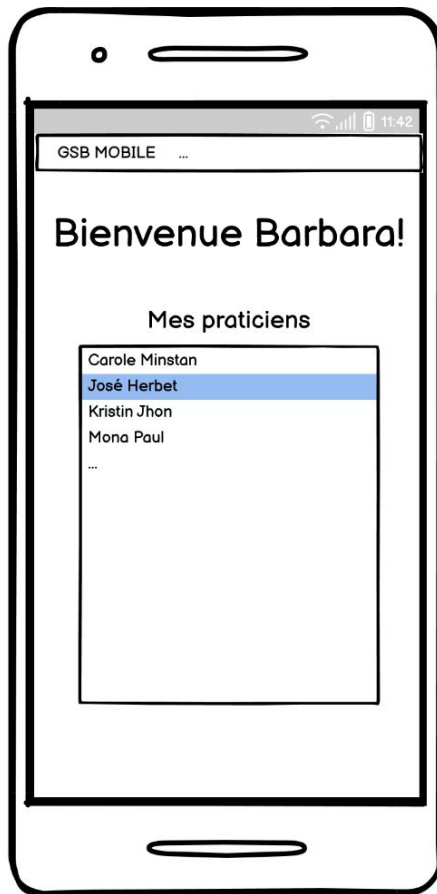 11:42
GSB MOBILE ...
Bienvenue Barbara!
Mes praticiens
Carole Minstan
José Herbet
Kristin Jhon
Mona Paul
...